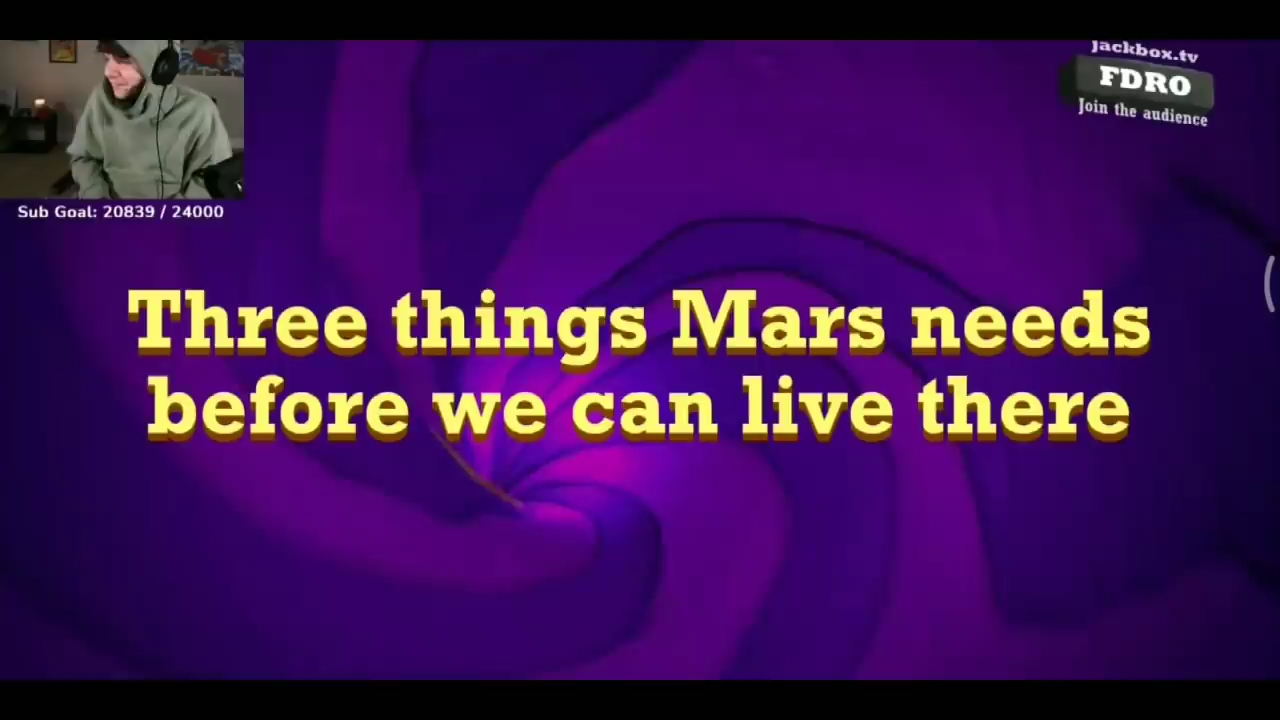 jackbox.tv
FDRO
Join the audience
Sub Goal: 20839 / 24000
Three things Mars needs
before we can live there